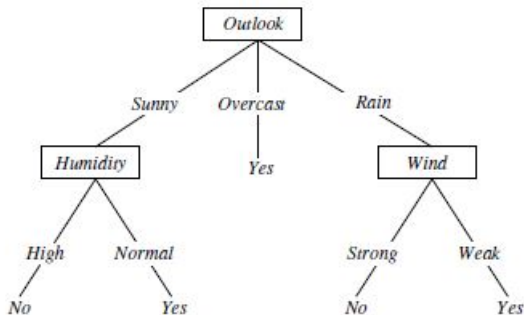 Outlook
Sunny Overcast Rain
Humidity Yes Wind
High Normal Strong Weak
No Yes No Yes